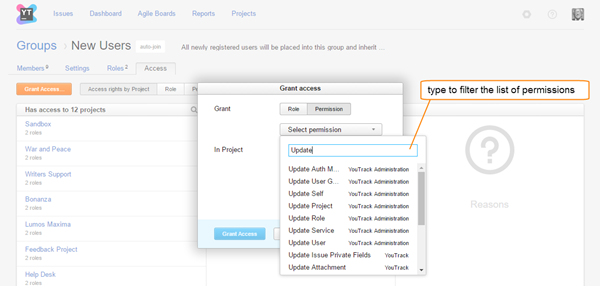 YT
Issues Dashboard Agile Boards Reports Projects
Groups › New Users auto-join All newly registered users will be placed into this group and inherit ...
Members 8 Settings Roles 2 Access
Grant Access... Access rights by Project Role
Has access to 12 projects
Sandbox
2 roles
War and Peace
2 roles
Writers Support
2 roles
Bonanza
2 roles
Lumos Maxima
2 roles
Feedback Project
2 roles
Help Desk
2 roles
Grant access
Grant Role Permission
Select permission
In Project
Update
Update Auth M... YouTrack Administration
Update User G... YouTrack Administration
Update Self YouTrack Administration
Update Project YouTrack Administration
Update Role YouTrack Administration
Update Service YouTrack Administration
Update User YouTrack Administration
Update Issue Private Fields YouTrack
Update Attachment YouTrack
Grant Access
type to filter the list of permissions
Reasons